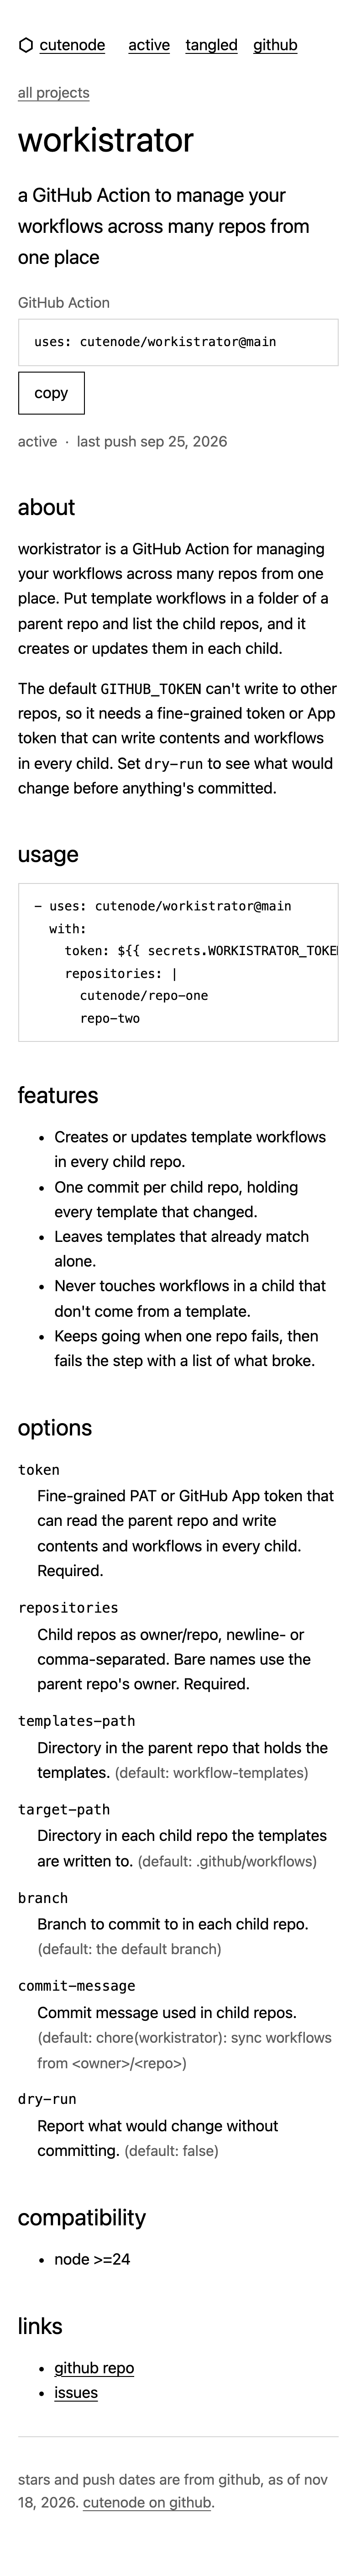 cutenode active tangled github
all projects
workistrator
a GitHub Action to manage your
workflows across many repos from
one place
GitHub Action
uses: cutenode/workistrator@main
copy
active · last push sep 25, 2026
about
workistrator is a GitHub Action for managing
your workflows across many repos from one
place. Put template workflows in a folder of a
parent repo and list the child repos, and it
creates or updates them in each child.
The default GITHUB_TOKEN can't write to other
repos, so it needs a fine-grained token or App
token that can write contents and workflows
in every child. Set dry-run to see what would
change before anything's committed.
usage
- uses: cutenode/workistrator@main
with:
token: ${{ secrets.WORKISTRATOR_TOKE
repositories: |
cutenode/repo-one
repo-two
features
• Creates or updates template workflows
in every child repo.
• One commit per child repo, holding
every template that changed.
• Leaves templates that already match
alone.
• Never touches workflows in a child that
don't come from a template.
• Keeps going when one repo fails, then
fails the step with a list of what broke.
options
token
Fine-grained PAT or GitHub App token that
can read the parent repo and write
contents and workflows in every child.
Required.
repositories
Child repos as owner/repo, newline- or
comma-separated. Bare names use the
parent repo's owner. Required.
templates-path
Directory in the parent repo that holds the
templates. (default: workflow-templates)
target-path
Directory in each child repo the templates
are written to. (default: .github/workflows)
branch
Branch to commit to in each child repo.
(default: the default branch)
commit-message
Commit message used in child repos.
(default: chore(workistrator): sync workflows
from <owner>/<repo>)
dry-run
Report what would change without
committing. (default: false)
compatibility
• node >=24
links
• github repo
• issues
stars and push dates are from github, as of nov
18, 2026. cutenode on github.